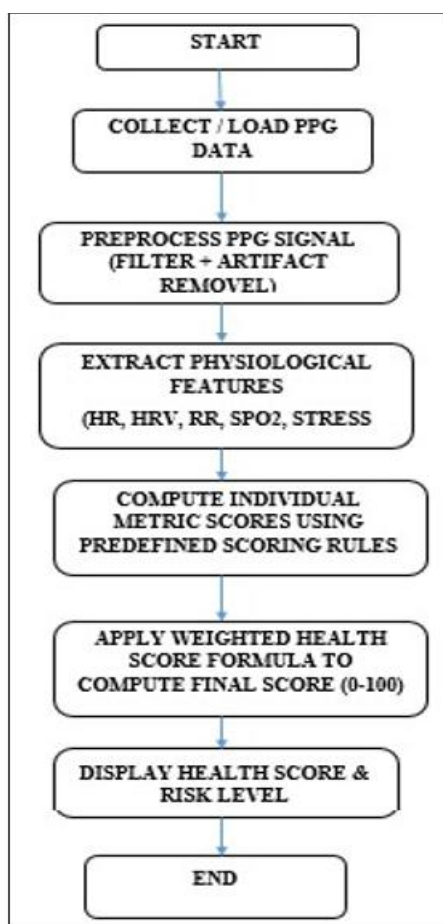 START
COLLECT / LOAD PPG
DATA
PREPROCESS PPG SIGNAL
(FILTER + ARTIFACT
REMOVEL)
EXTRACT PHYSIOLOGICAL
FEATURES
(HR, HRV, RR, SPO2, STRESS
COMPUTE INDIVIDUAL
METRIC SCORES USING
PREDEFINED SCORING RULES
APPLY WEIGHTED HEALTH
SCORE FORMULA TO
COMPUTE FINAL SCORE (0-100)
DISPLAY HEALTH SCORE &
RISK LEVEL
END